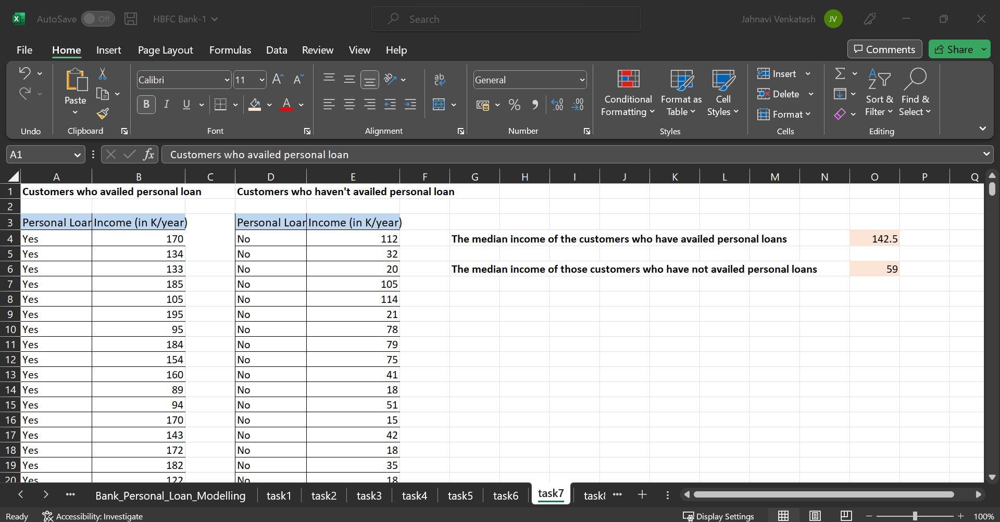 AutoSave Off HBFC Bank-1 Search Jahnavi Venkatesh JV
File Home Insert Page Layout Formulas Data Review View Help Comments Share
Paste Calibri 11 General Conditional Formatting Format as Table Cell Styles Insert Delete Format Sort & Filter Find & Select
Undo Clipboard Font Alignment Number Styles Cells Editing
A1 fx Customers who availed personal loan
A B C D E F G H I J K L M N O P Q
1 Customers who availed personal loan Customers who haven't availed personal loan
2
3 Personal Loan Income (in K/year) Personal Loan Income (in K/year)
4 Yes 170 No 112 The median income of the customers who have availed personal loans 142.5
5 Yes 134 No 32
6 Yes 133 No 20 The median income of those customers who have not availed personal loans 59
7 Yes 185 No 105
8 Yes 105 No 114
9 Yes 195 No 21
10 Yes 95 No 78
11 Yes 184 No 79
12 Yes 154 No 75
13 Yes 160 No 41
14 Yes 89 No 18
15 Yes 94 No 51
16 Yes 170 No 15
17 Yes 143 No 42
18 Yes 172 No 18
19 Yes 182 No 35
20 Yes 122 No 18
Bank_Personal_Loan_Modelling task1 task2 task3 task4 task5 task6 task7 task8
Ready Accessibility: Investigate Display Settings 100%